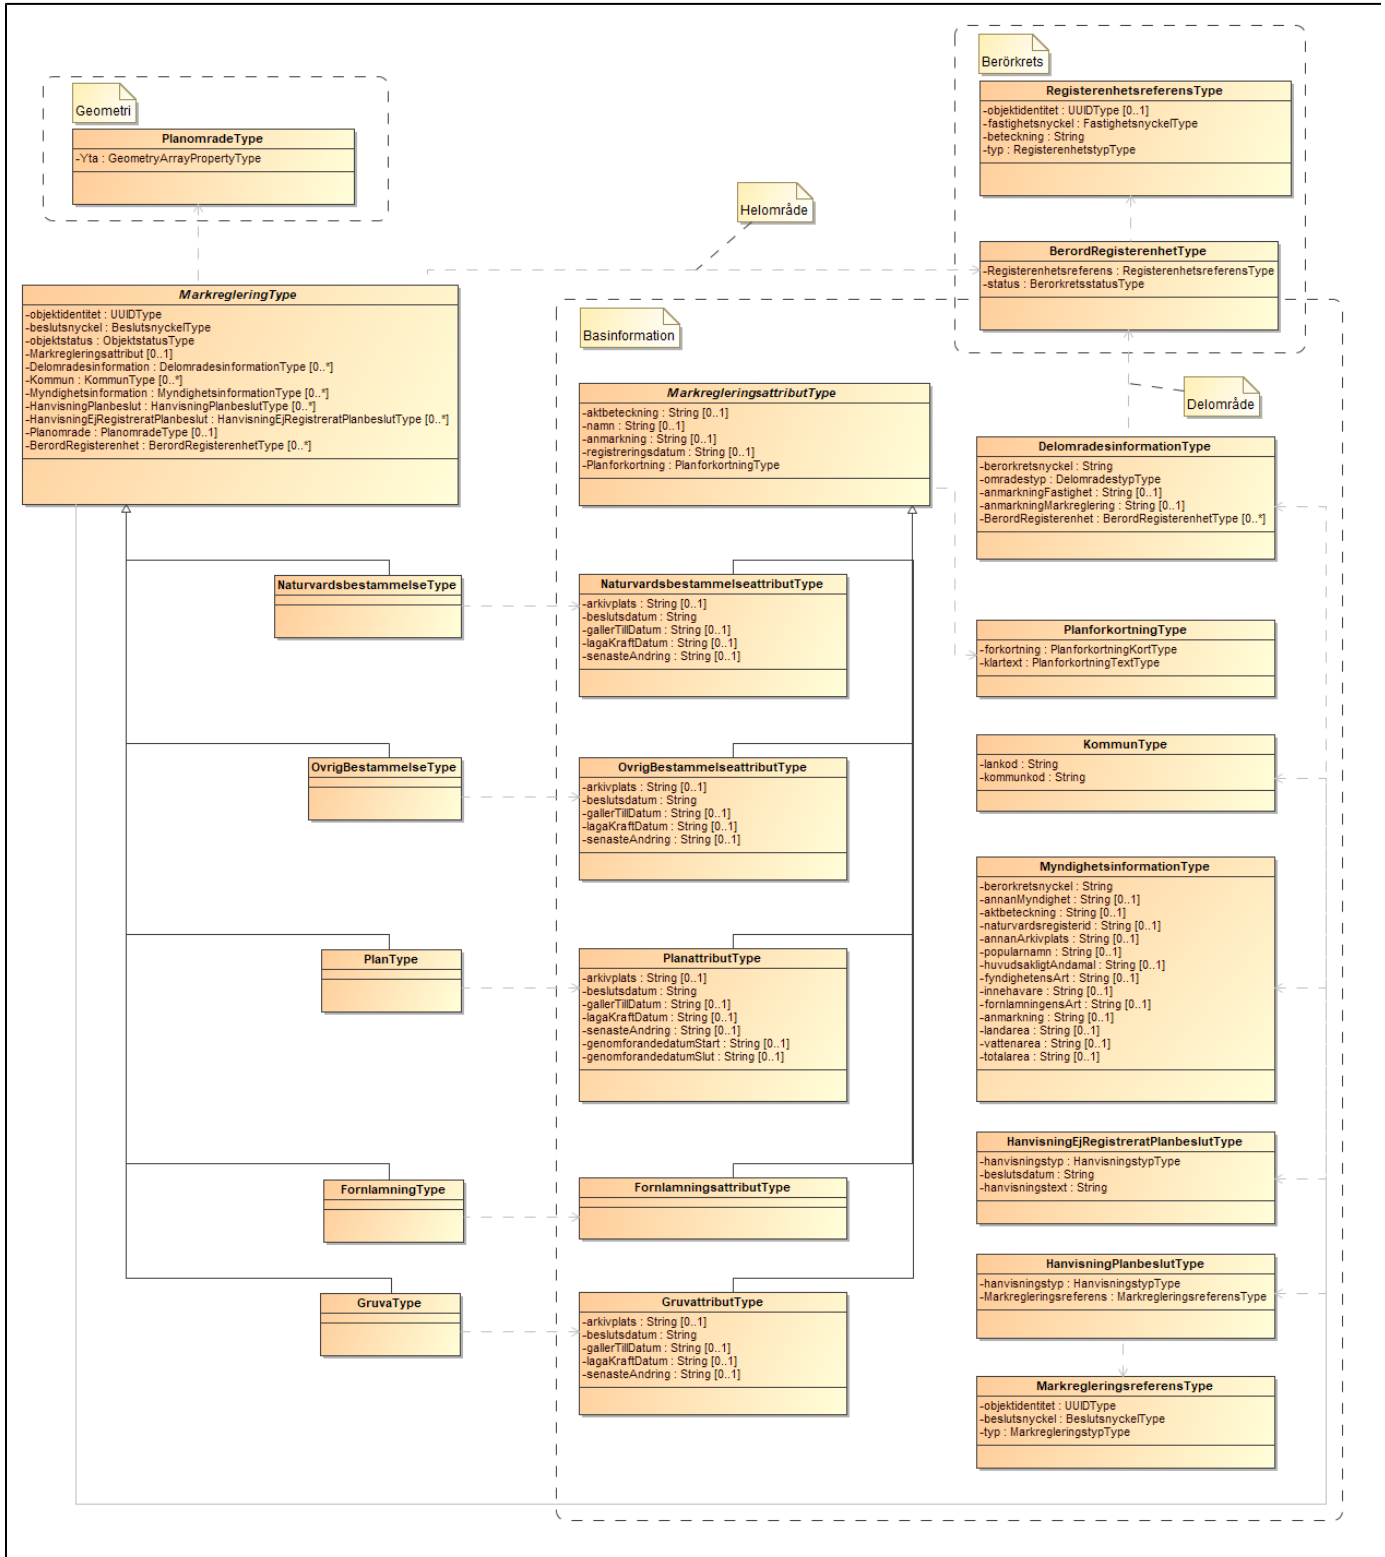 Geometri
PlanomradeType
-Yta : GeometryArrayPropertyType
Berörkrets
RegisterenhetsreferensType
-objektidentitet : UUIDType [0..1]
-fastighetsnyckel : FastighetsnyckelType
-beteckning : String
-typ : RegisterenhetstypType
Helområde
BerordRegisterenhetType
-Registerenhetsreferens : RegisterenhetsreferensType
-status : BerorkretsstatusType
MarkregleringType
-objektidentitet : UUIDType
-beslutsnyckel : BeslutsnyckelType
-objektstatus : ObjektstatusType
-Markregleringsattribut [0..1]
-Delomradesinformation : DelomradesinformationType [0..*]
-Kommun : KommunType [0..*]
-Myndighetsinformation : MyndighetsinformationType [0..*]
-HanvisningPlanbeslut : HanvisningPlanbeslutType [0..*]
-HanvisningEjRegistreratPlanbeslut : HanvisningEjRegistreratPlanbeslutType [0..*]
-Planomrade : PlanomradeType [0..1]
-BerordRegisterenhet : BerordRegisterenhetType [0..*]
Basinformation
MarkregleringsattributType
-aktbeteckning : String [0..1]
-namn : String [0..1]
-anmarkning : String [0..1]
-registreringsdatum : String [0..1]
-Planforkortning : PlanforkortningType
Delområde
DelomradesinformationType
-berorkretsnyckel : String
-omradestyp : DelomradestypType
-anmarkningFastighet : String [0..1]
-anmarkningMarkreglering : String [0..1]
-BerordRegisterenhet : BerordRegisterenhetType [0..*]
NaturvardsbestammelseType
NaturvardsbestammelseattributType
-arkivplats : String [0..1]
-beslutsdatum : String
-gallerTillDatum : String [0..1]
-lagaKraftDatum : String [0..1]
-senasteAndring : String [0..1]
PlanforkortningType
-forkortning : PlanforkortningKortType
-klartext : PlanforkortningTextType
OvrigBestammelseType
OvrigBestammelseattributType
-arkivplats : String [0..1]
-beslutsdatum : String
-gallerTillDatum : String [0..1]
-lagaKraftDatum : String [0..1]
-senasteAndring : String [0..1]
KommunType
-lankod : String
-kommunkod : String
MyndighetsinformationType
-berorkretsnyckel : String
-annanMyndighet : String [0..1]
-aktbeteckning : String [0..1]
-naturvardsregisterid : String [0..1]
-annanArkivplats : String [0..1]
-popularnamn : String [0..1]
-huvudsakligtAndamal : String [0..1]
-fyndighetensArt : String [0..1]
-innehavare : String [0..1]
-fornlamningensArt : String [0..1]
-anmarkning : String [0..1]
-landarea : String [0..1]
-vattenarea : String [0..1]
-totalarea : String [0..1]
PlanType
PlanattributType
-arkivplats : String [0..1]
-beslutsdatum : String
-gallerTillDatum : String [0..1]
-lagaKraftDatum : String [0..1]
-senasteAndring : String [0..1]
-genomforandedatumStart : String [0..1]
-genomforandedatumSlut : String [0..1]
HanvisningEjRegistreratPlanbeslutType
-hanvisningstyp : HanvisningstypType
-beslutsdatum : String
-hanvisningstext : String
FornlamningType
FornlamningsattributType
HanvisningPlanbeslutType
-hanvisningstyp : HanvisningstypType
-Markregleringsreferens : MarkregleringsreferensType
GruvaType
GruvattributType
-arkivplats : String [0..1]
-beslutsdatum : String
-gallerTillDatum : String [0..1]
-lagaKraftDatum : String [0..1]
-senasteAndring : String [0..1]
MarkregleringsreferensType
-objektidentitet : UUIDType
-beslutsnyckel : BeslutsnyckelType
-typ : MarkregleringstypType